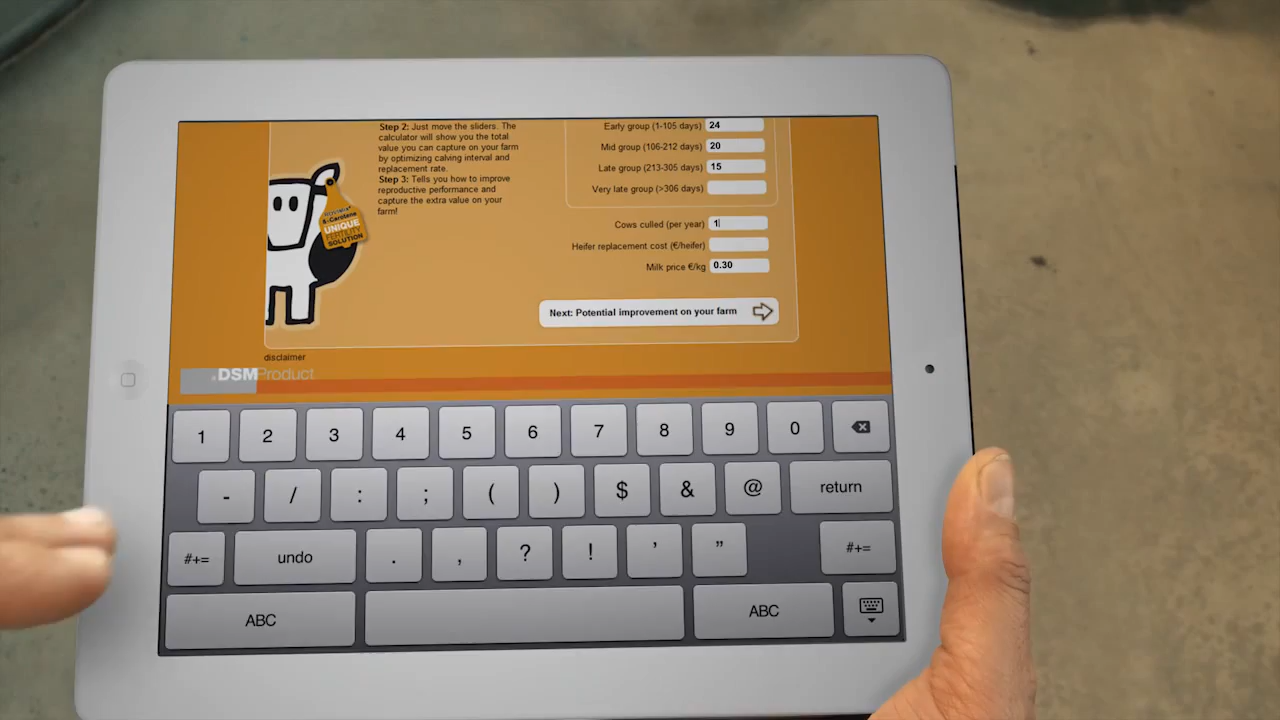 Step 2: Just move the sliders. The
calculator will show you the total
value you can capture on your farm
by optimizing calving interval and
replacement rate.
Step 3: Tells you how to improve
reproductive performance and
capture the extra value on your
farm!
ROVIMIX®
ß-Carotene
UNIQUE
FERTILITY
SOLUTION
Early group (1-105 days) 24
Mid group (106-212 days) 20
Late group (213-305 days) 15
Very late group (>306 days)
Cows culled (per year) 1
Heifer replacement cost (€/heifer)
Milk price €/kg 0.30
Next: Potential improvement on your farm
disclaimer
.DSMProduct
1 2 3 4 5 6 7 8 9 0
- / : ; ( ) $ & @ return
#+= undo . , ? ! ' " #+=
ABC ABC